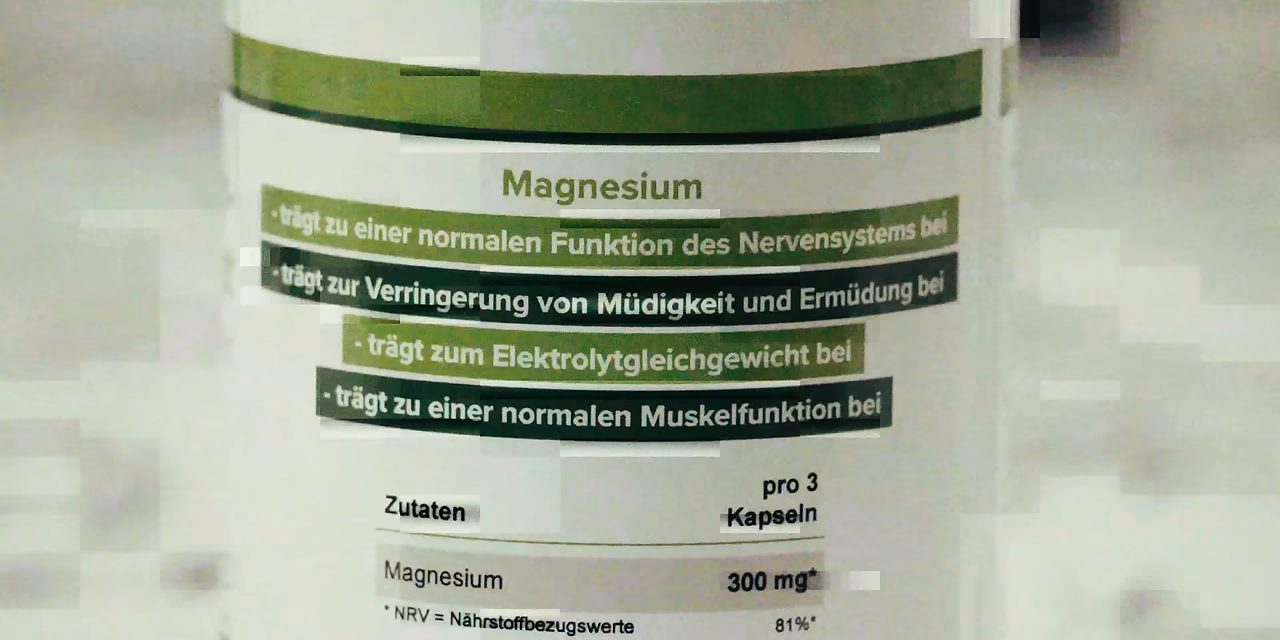 Magnesium
- trägt zu einer normalen Funktion des Nervensystems bei
- trägt zur Verringerung von Müdigkeit und Ermüdung bei
- trägt zum Elektrolytgleichgewicht bei
- trägt zu einer normalen Muskelfunktion bei
pro 3
Zutaten Kapseln
Magnesium 300 mg*
* NRV = Nährstoffbezugswerte 81%*